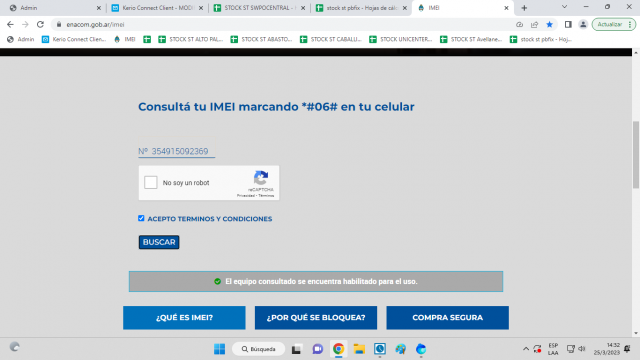 Admin
Kerio Connect Client - MODI
STOCK ST SWPOCENTRAL -
stock st pbfix - Hojas de cálc
IMEI
enacom.gob.ar/imei
Actualizar
Admin
Kerio Connect Clien...
IMEI
STOCK ST ALTO PAL...
STOCK ST ABASTO...
STOCK ST CABALLI...
STOCK UNICENTER...
STOCK ST Avellane...
stock st pbfix - Hoj...
Consultá tu IMEI marcando *#06# en tu celular
Nº 354915092369
No soy un robot
reCAPTCHA
Privacidad - Términos
ACEPTO TERMINOS Y CONDICIONES
BUSCAR
El equipo consultado se encuentra habilitado para el uso.
¿QUÉ ES IMEI?
¿POR QUÉ SE BLOQUEA?
COMPRA SEGURA
Búsqueda
ESP
LAA
14:32
25/3/2023